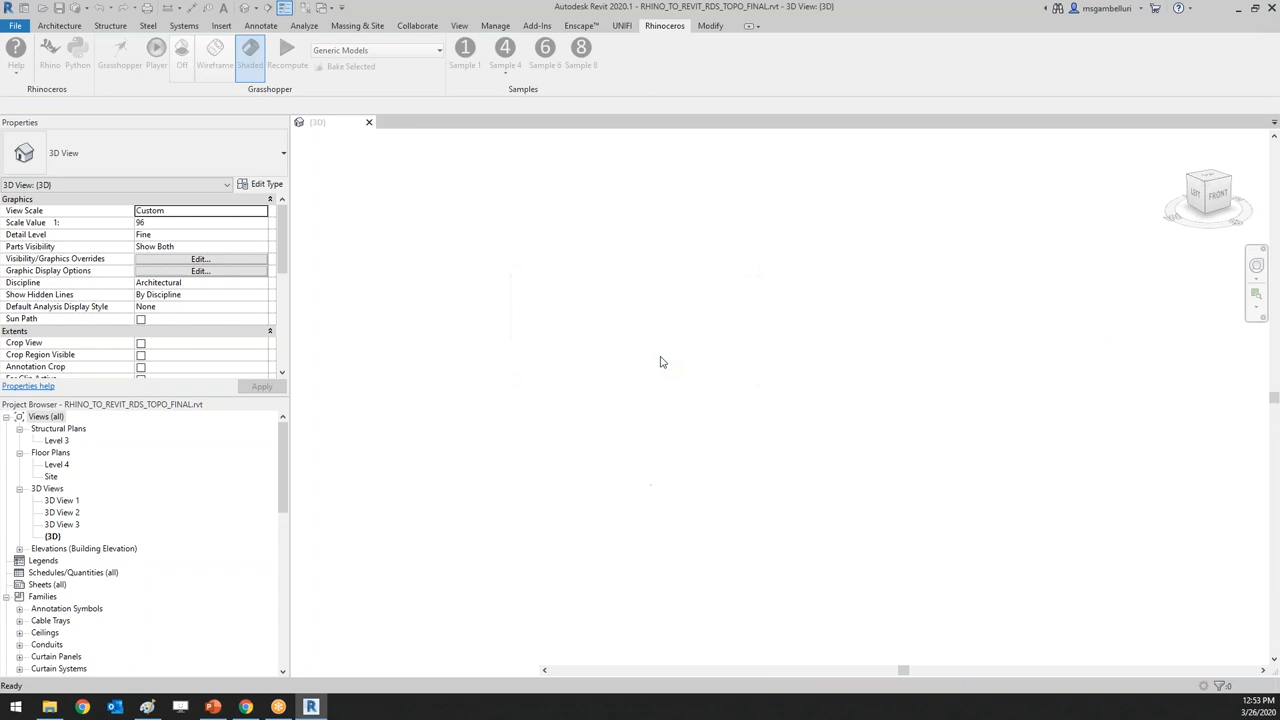 Autodesk Revit 2020.1 - RHINO_TO_REVIT_RDS_TOPO_FINAL.rvt - 3D View: {3D}
msgambelluri
File Architecture Structure Steel Systems Insert Annotate Analyze Massing & Site Collaborate View Manage Add-Ins Enscape™ UNIFI Rhinoceros Modify
Help Rhino Python Grasshopper Player Off Wireframe Shaded Recompute
Generic Models
Bake Selected
1 4 6 8
Sample 1 Sample 4 Sample 6 Sample 8
Rhinoceros Grasshopper Samples
Properties
{3D}
3D View
3D View: {3D} Edit Type
Graphics
View Scale Custom
Scale Value 1: 96
Detail Level Fine
Parts Visibility Show Both
Visibility/Graphics Overrides Edit...
Graphic Display Options Edit...
Discipline Architectural
Show Hidden Lines By Discipline
Default Analysis Display Style None
Sun Path
Extents
Crop View
Crop Region Visible
Annotation Crop
Properties help Apply
Project Browser - RHINO_TO_REVIT_RDS_TOPO_FINAL.rvt
Views (all)
Structural Plans
Level 3
Floor Plans
Level 4
Site
3D Views
3D View 1
3D View 2
3D View 3
{3D}
Elevations (Building Elevation)
Legends
Schedules/Quantities (all)
Sheets (all)
Families
Annotation Symbols
Cable Trays
Ceilings
Conduits
Curtain Panels
Curtain Systems
LEFT FRONT
Ready
:0
12:53 PM
3/26/2020